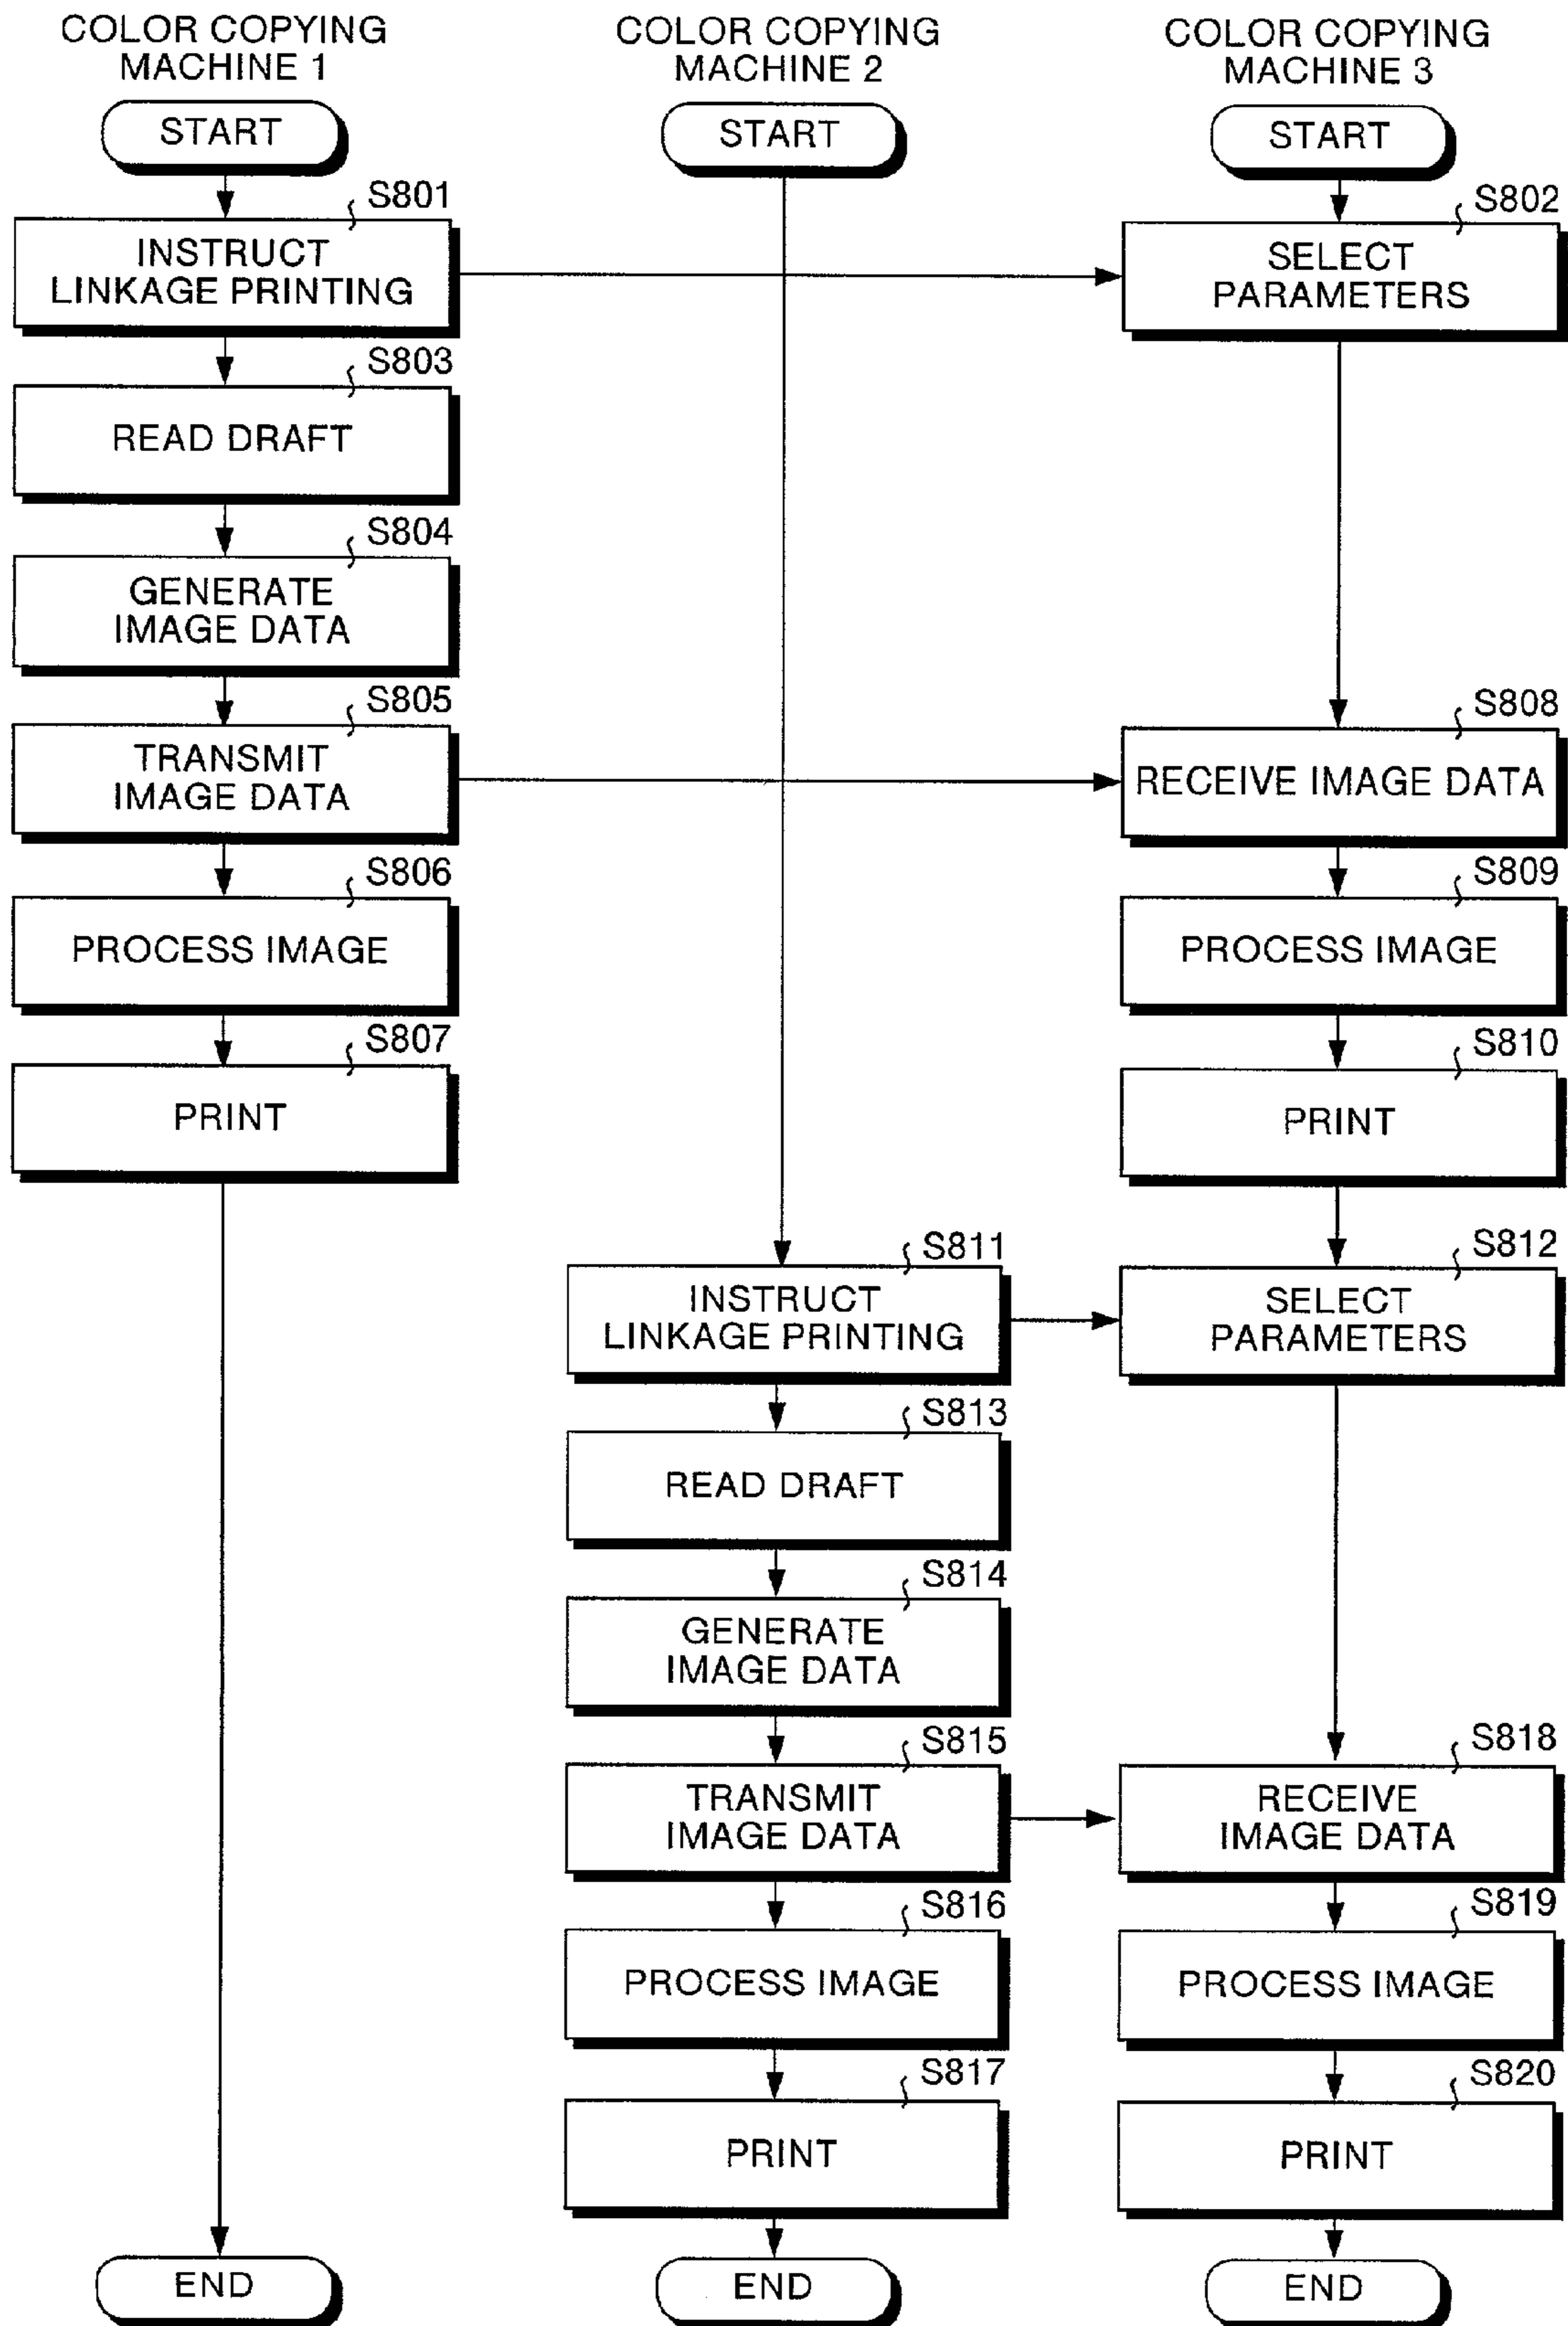 COLOR COPYING
MACHINE 1
COLOR COPYING
MACHINE 2
COLOR COPYING
MACHINE 3
START
START
START
S801
INSTRUCT
LINKAGE PRINTING
S802
SELECT
PARAMETERS
S803
READ DRAFT
S804
GENERATE
IMAGE DATA
S805
TRANSMIT
IMAGE DATA
S808
RECEIVE IMAGE DATA
S806
PROCESS IMAGE
S809
PROCESS IMAGE
S807
PRINT
S810
PRINT
S811
INSTRUCT
LINKAGE PRINTING
S812
SELECT
PARAMETERS
S813
READ DRAFT
S814
GENERATE
IMAGE DATA
S815
TRANSMIT
IMAGE DATA
S818
RECEIVE
IMAGE DATA
S816
PROCESS IMAGE
S819
PROCESS IMAGE
S817
PRINT
S820
PRINT
END
END
END